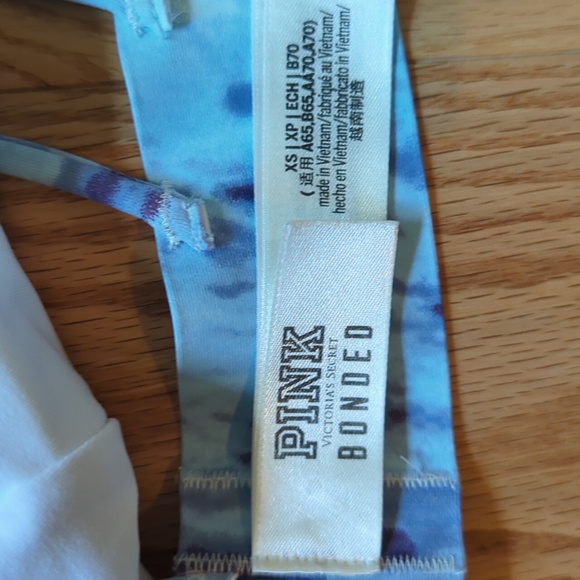 XS | XP | ECH | B70
( 适用 A65,B65,AA70,A70)
made in Vietnam/fabriqué au Vietnam/
hecho en Vietnam/fabbricato in Vietnam/
越南制造
PINK
VICTORIA'S SECRET
BONDED